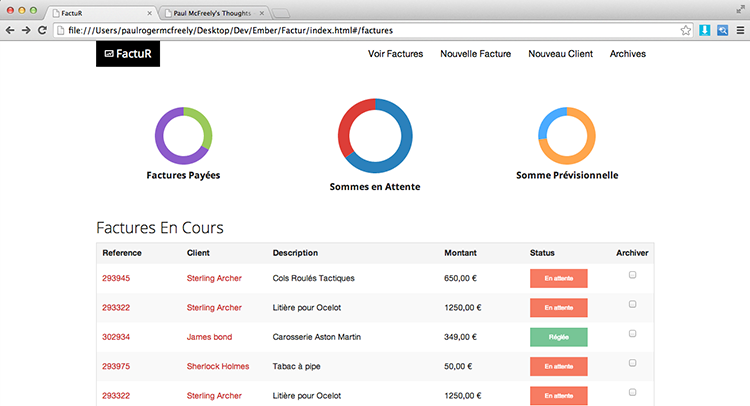 FactuR
Paul McFreely's Thoughts
file:///Users/paulrogermcfreely/Desktop/Dev/Ember/Factur/index.html#/factures
FactuR
Voir Factures Nouvelle Facture Nouveau Client Archives
Factures Payées
Sommes en Attente
Somme Prévisionnelle
Factures En Cours
Reference Client Description Montant Status Archiver
293945 Sterling Archer Cols Roulés Tactiques 650,00 € En attente
293322 Sterling Archer Litière pour Ocelot 1250,00 € En attente
302934 James bond Carosserie Aston Martin 349,00 € Réglée
293975 Sherlock Holmes Tabac à pipe 50,00 € En attente
293322 Sterling Archer Litière pour Ocelot 1250,00 € En attente